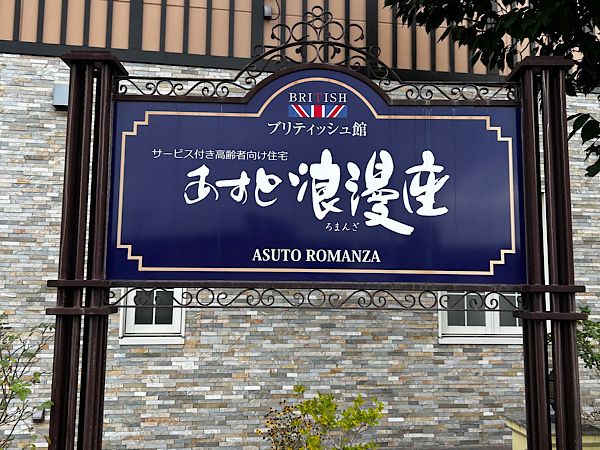 BRITISH
ブリティッシュ館
サービス付き高齢者向け住宅
あすと浪漫座
ろまんざ
ASUTO ROMANZA